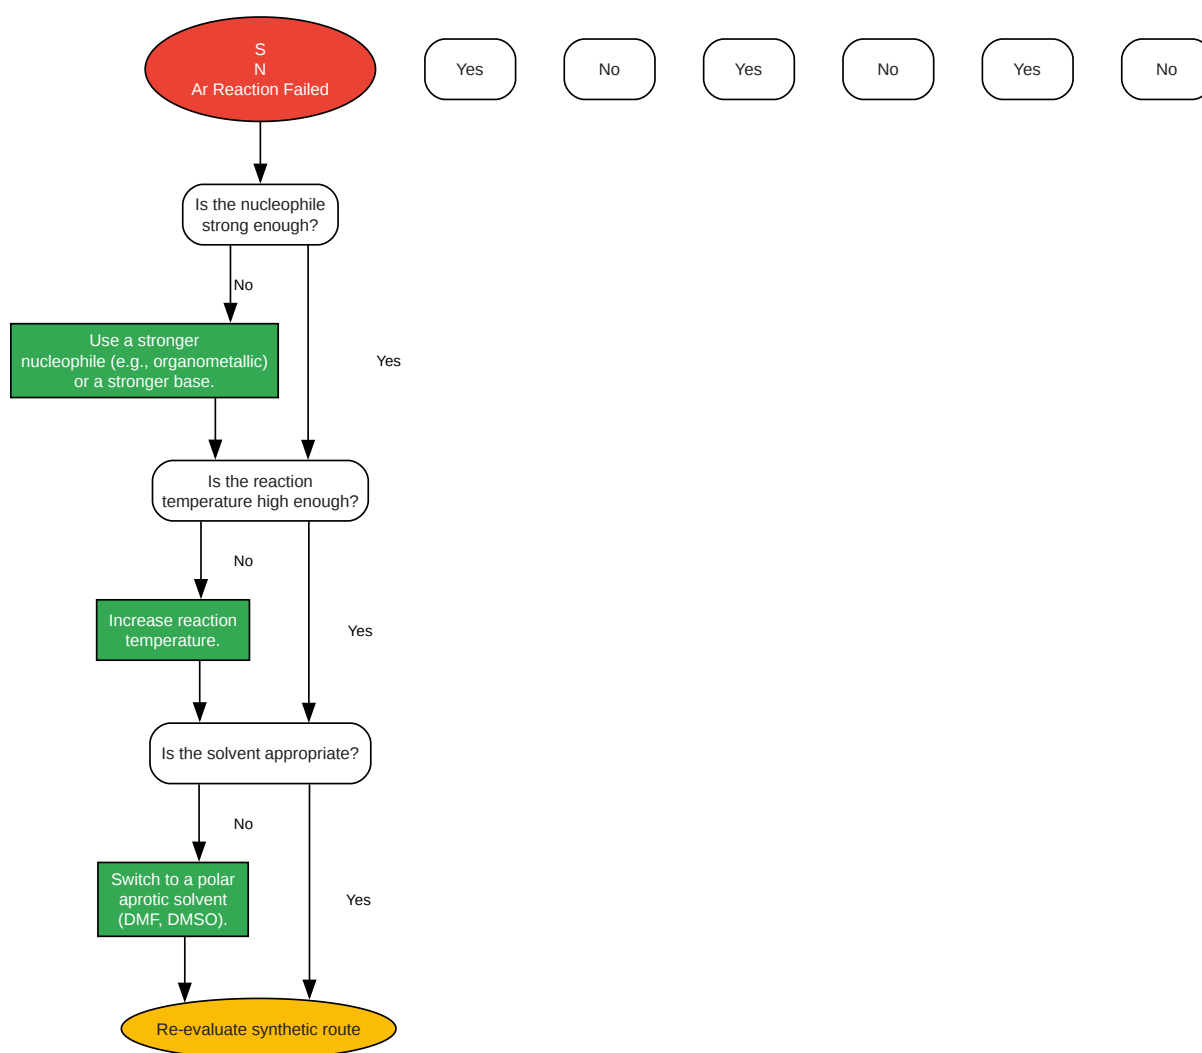 S
N
Ar Reaction Failed
Yes
No
Yes
No
Yes
No
Is the nucleophile
strong enough?
No
Use a stronger
nucleophile (e.g., organometallic)
or a stronger base.
Yes
Is the reaction
temperature high enough?
No
Increase reaction
temperature.
Yes
Is the solvent appropriate?
No
Switch to a polar
aprotic solvent
(DMF, DMSO).
Yes
Re-evaluate synthetic route